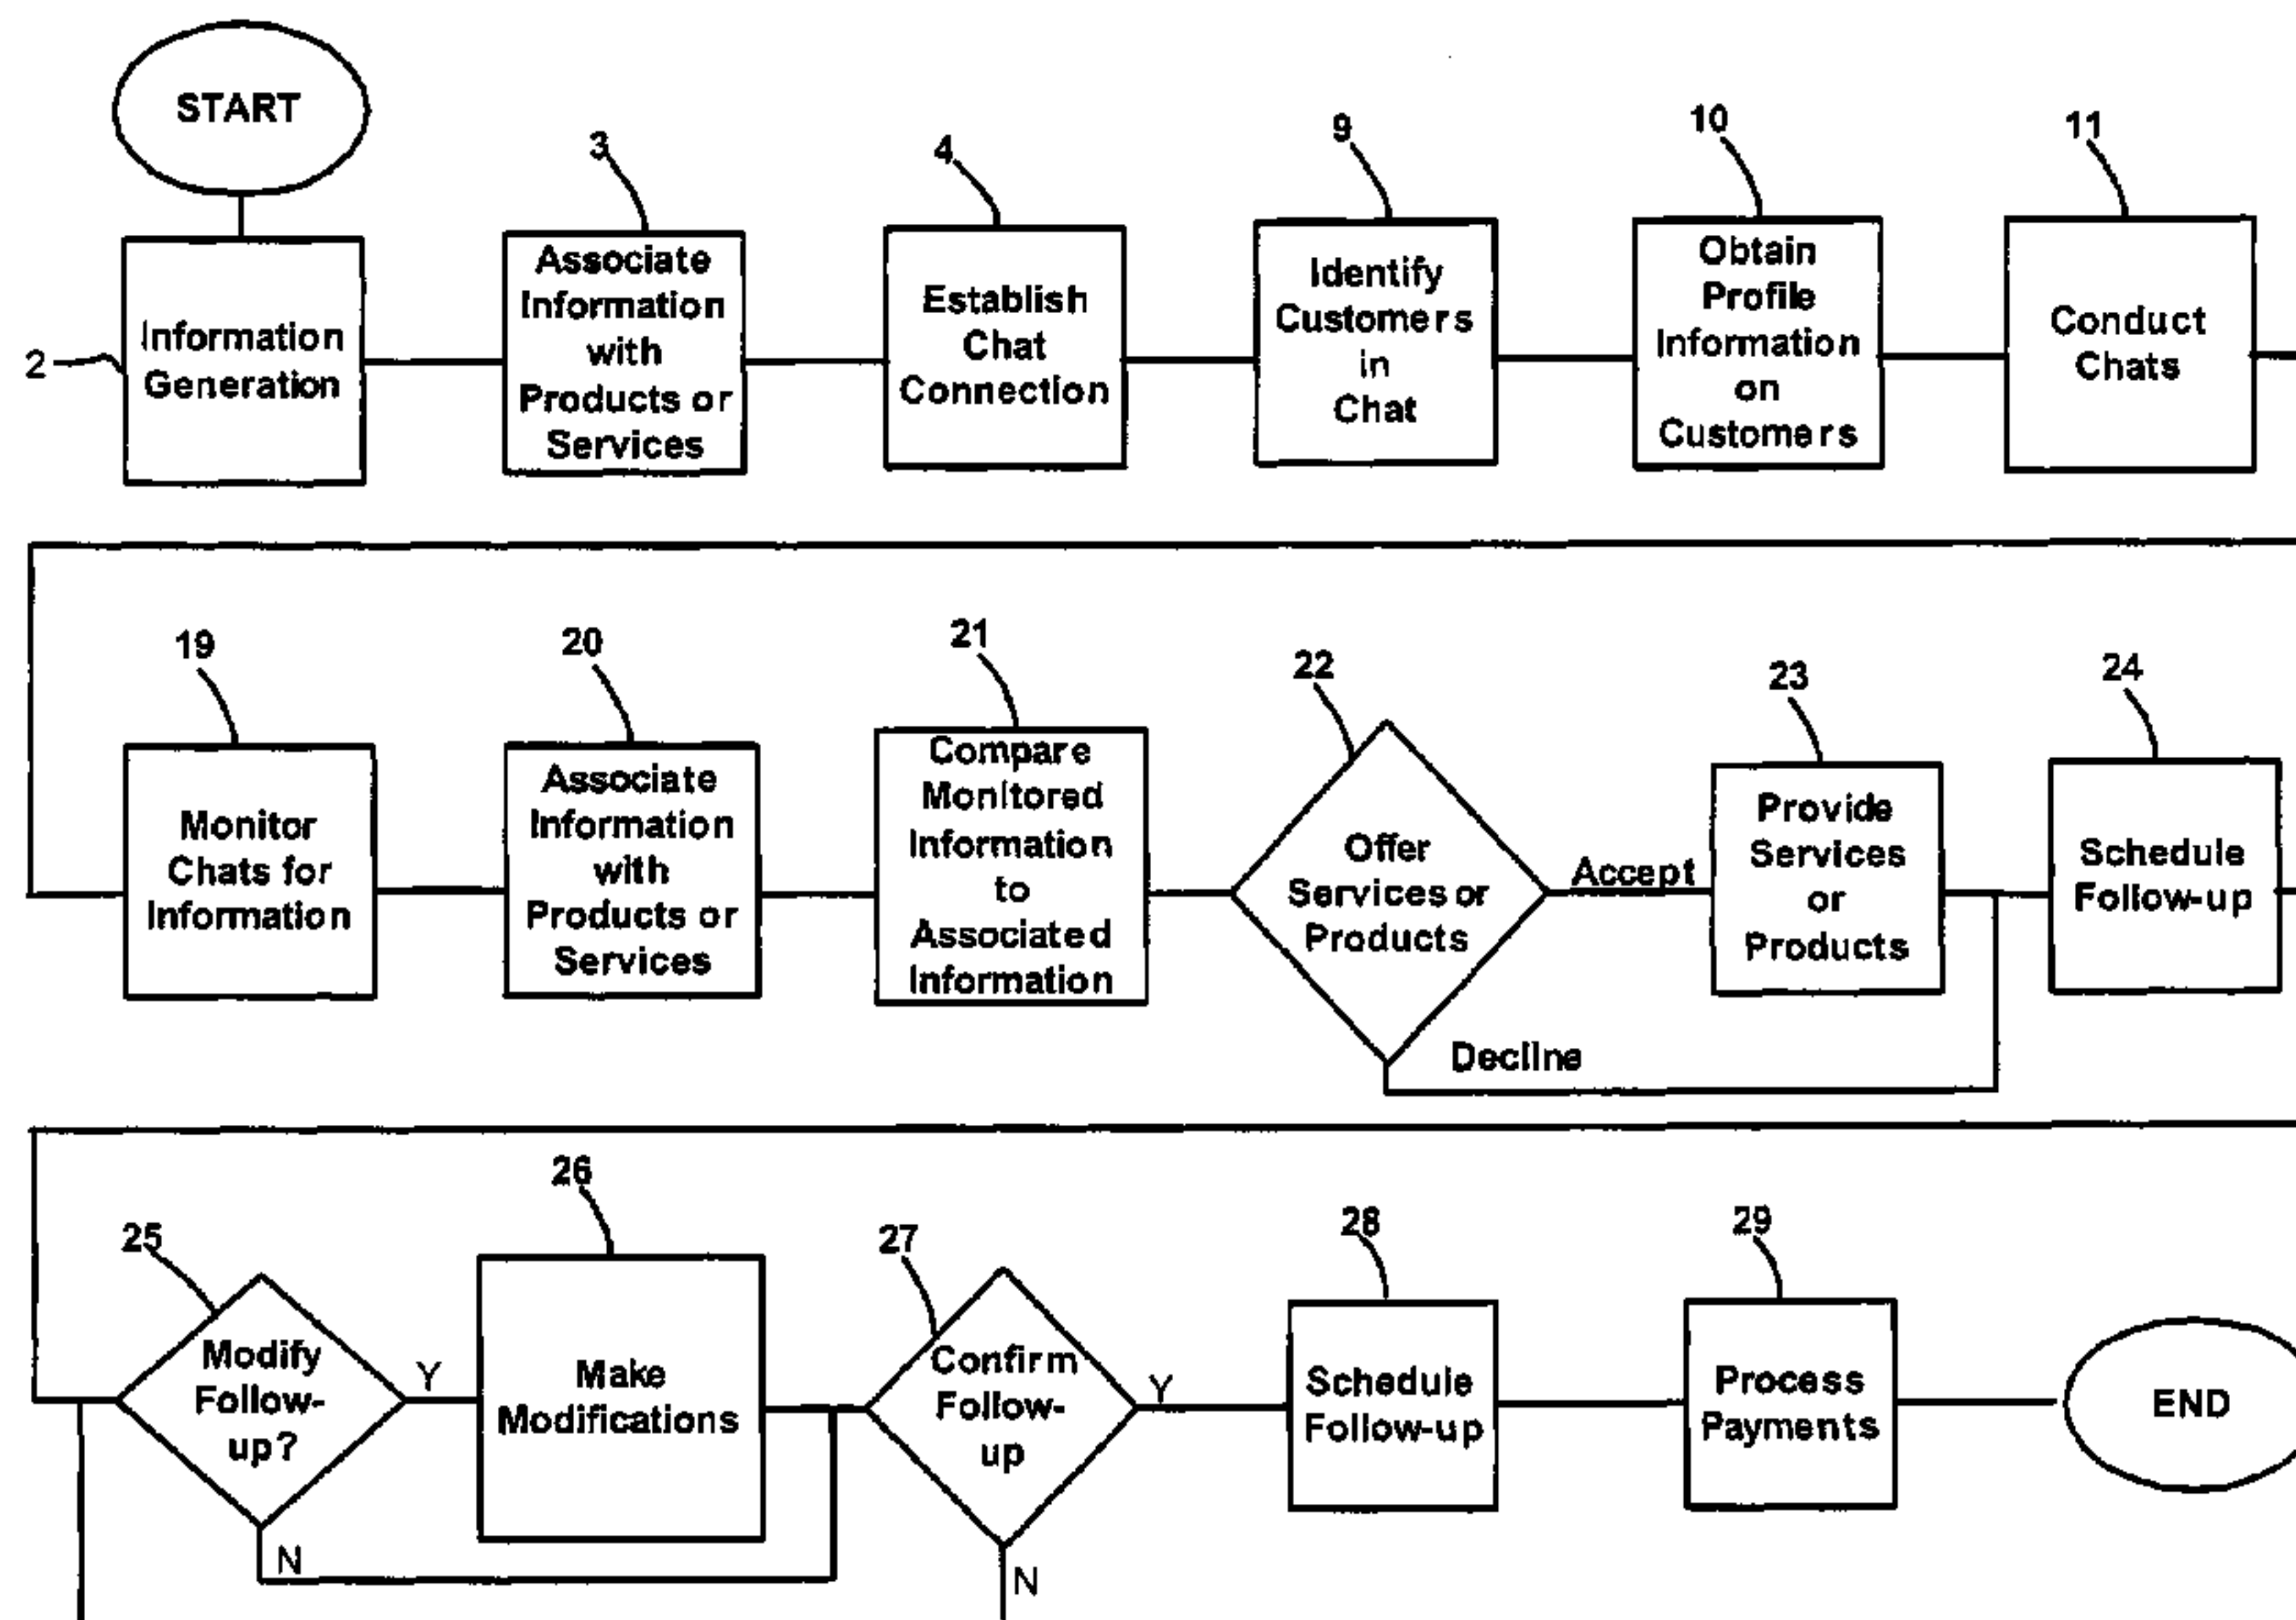 START
2
Information
Generation
3
Associate
Information
with
Products or
Services
4
Establish
Chat
Connection
9
Identify
Customers
in
Chat
10
Obtain
Profile
Information
on
Customers
11
Conduct
Chats
19
Monitor
Chats for
Information
20
Associate
Information
with
Products or
Services
21
Compare
Monitored
Information
to
Associated
Information
22
Offer
Services or
Products
Accept
Decline
23
Provide
Services
or
Products
24
Schedule
Follow-up
25
Modify
Follow-
up?
Y
N
26
Make
Modifications
27
Confirm
Follow-
up
Y
N
28
Schedule
Follow-up
29
Process
Payments
END